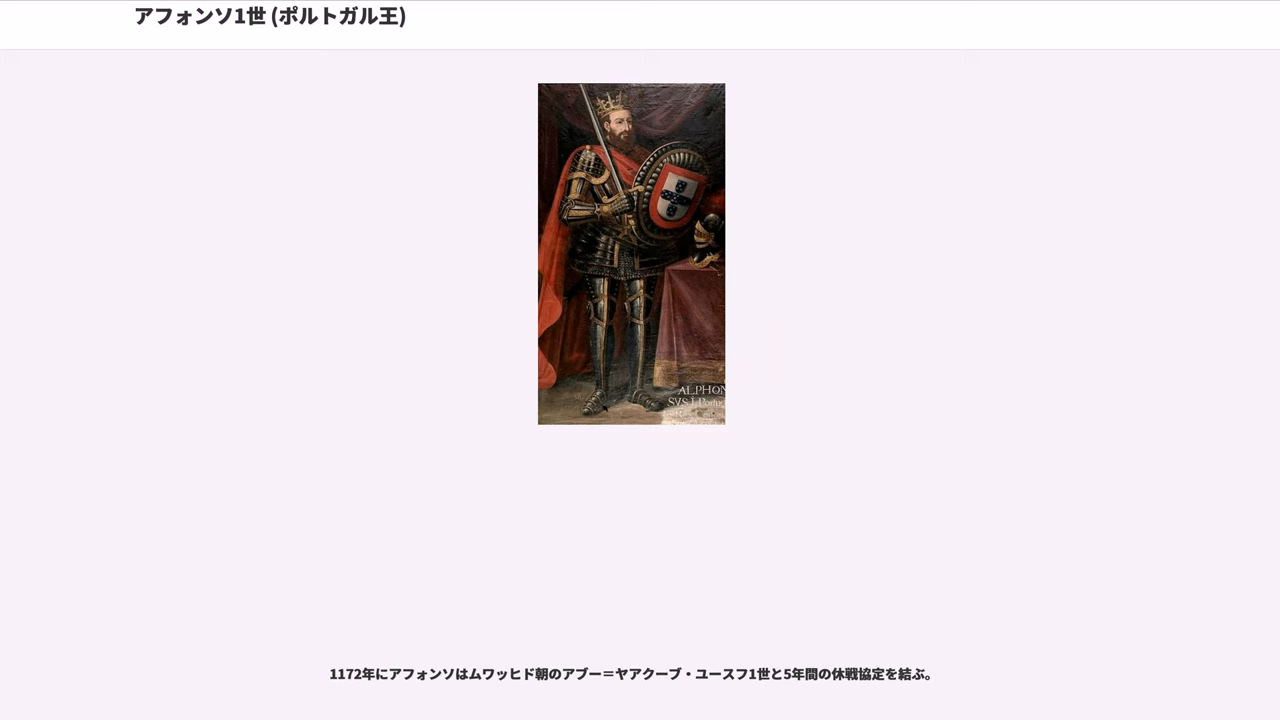 アフォンソ1世 (ポルトガル王)
ALPHON
SVS I.Portug
1172年にアフォンソはムワッヒド朝のアブー＝ヤアクーブ・ユースフ1世と5年間の休戦協定を結ぶ。